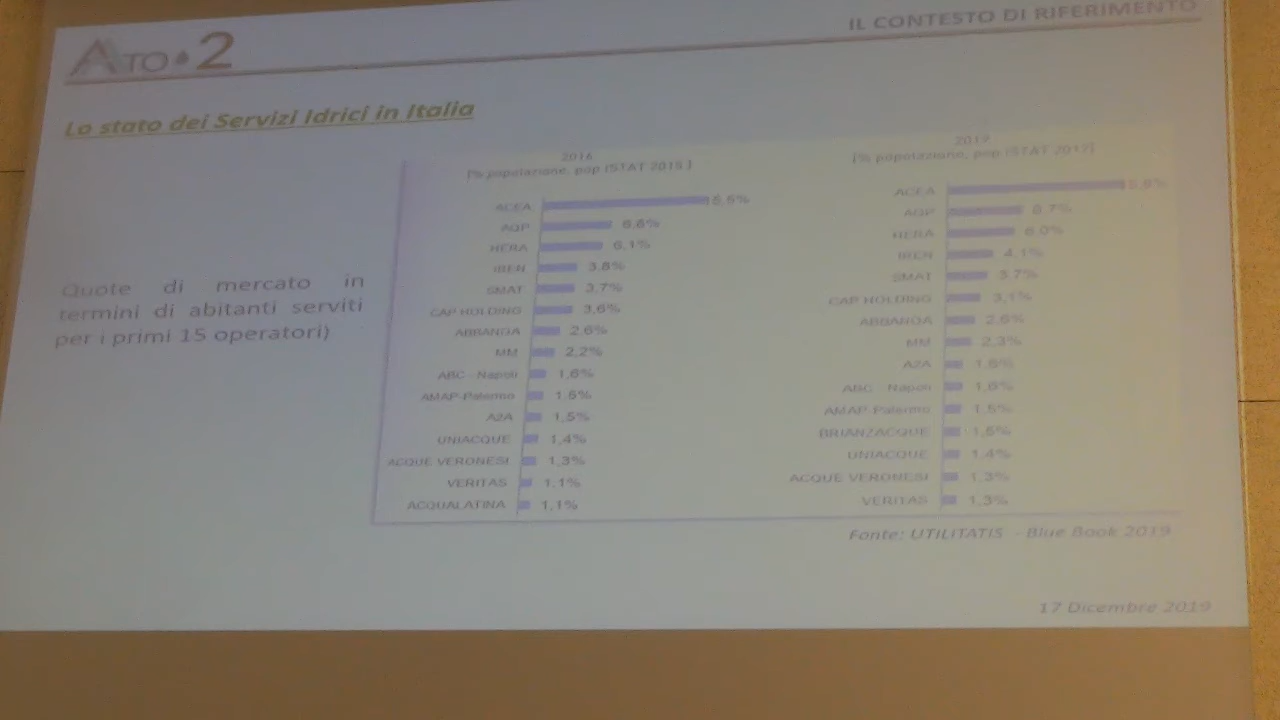 ATO 2
IL CONTESTO DI RIFERIMENTO
Lo stato dei Servizi Idrici in Italia
Quote di mercato in
termini di abitanti serviti
per i primi 15 operatori)
2016
[% popolazione, pop ISTAT 2015]
ACEA
AQP 6,6%
HERA 6,1%
IREN 3,8%
SMAT 3,7%
CAP HOLDING 3,6%
ABBANOA 2,6%
MM 2,2%
ABC - Napoli 1,6%
AMAP-Palermo 1,6%
A2A 1,5%
UNIACQUE 1,4%
ACQUE VERONESI 1,3%
VERITAS 1,1%
ACQUALATINA 1,1%
[% popolazione, pop ISTAT 2017]
ACEA
AQP 6,7%
HERA 6,0%
IREN 4,1%
SMAT 3,7%
CAP HOLDING 3,1%
ABBANOA 2,6%
MM 2,3%
A2A 1,6%
ABC - Napoli 1,6%
AMAP-Palermo 1,5%
BRIANZACQUE 1,5%
UNIACQUE 1,4%
ACQUE VERONESI 1,3%
VERITAS 1,3%
Fonte: UTILITATIS - Blue Book 2019
17 Dicembre 2019